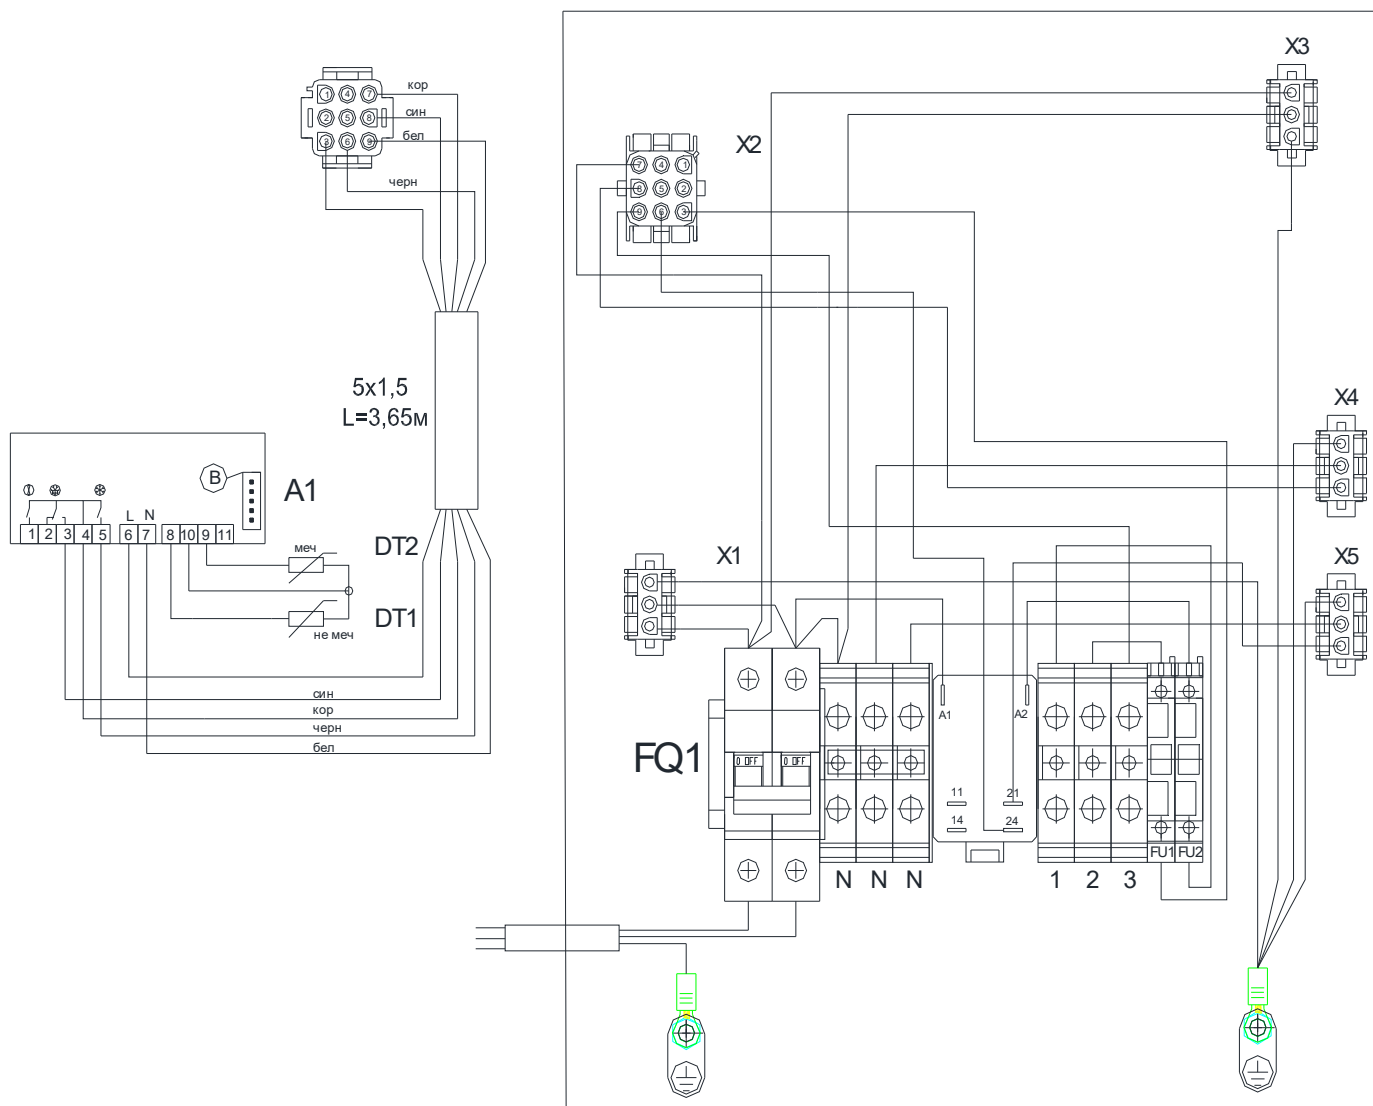 X3
кор
син
бел
черн
1 4 7
2 5 8
3 6 9
X2
7 4 1
8 5 2
9 6 3
5x1,5
L=3,65м
X4
B
A1
L N
1 2 3 4 5 6 7 8 10 9 11
меч
DT2
не меч
DT1
X1
X5
син
кор
черн
бел
FQ1
0 OFF 0 OFF
A1 A2
11 21
14 24
FU1 FU2
N N N 1 2 3